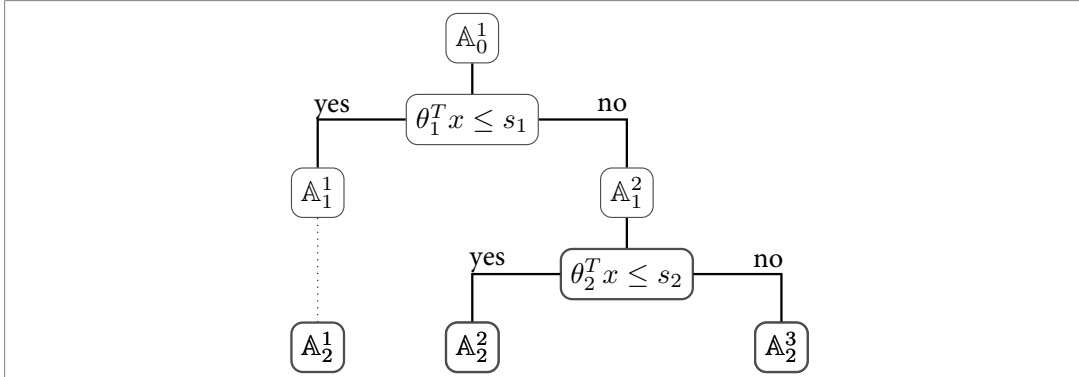 𝔸₀¹
yes
θ₁ᵀx ≤ s₁
no
𝔸₁¹
𝔸₁²
yes
θ₂ᵀx ≤ s₂
no
𝔸₂¹
𝔸₂²
𝔸₂³